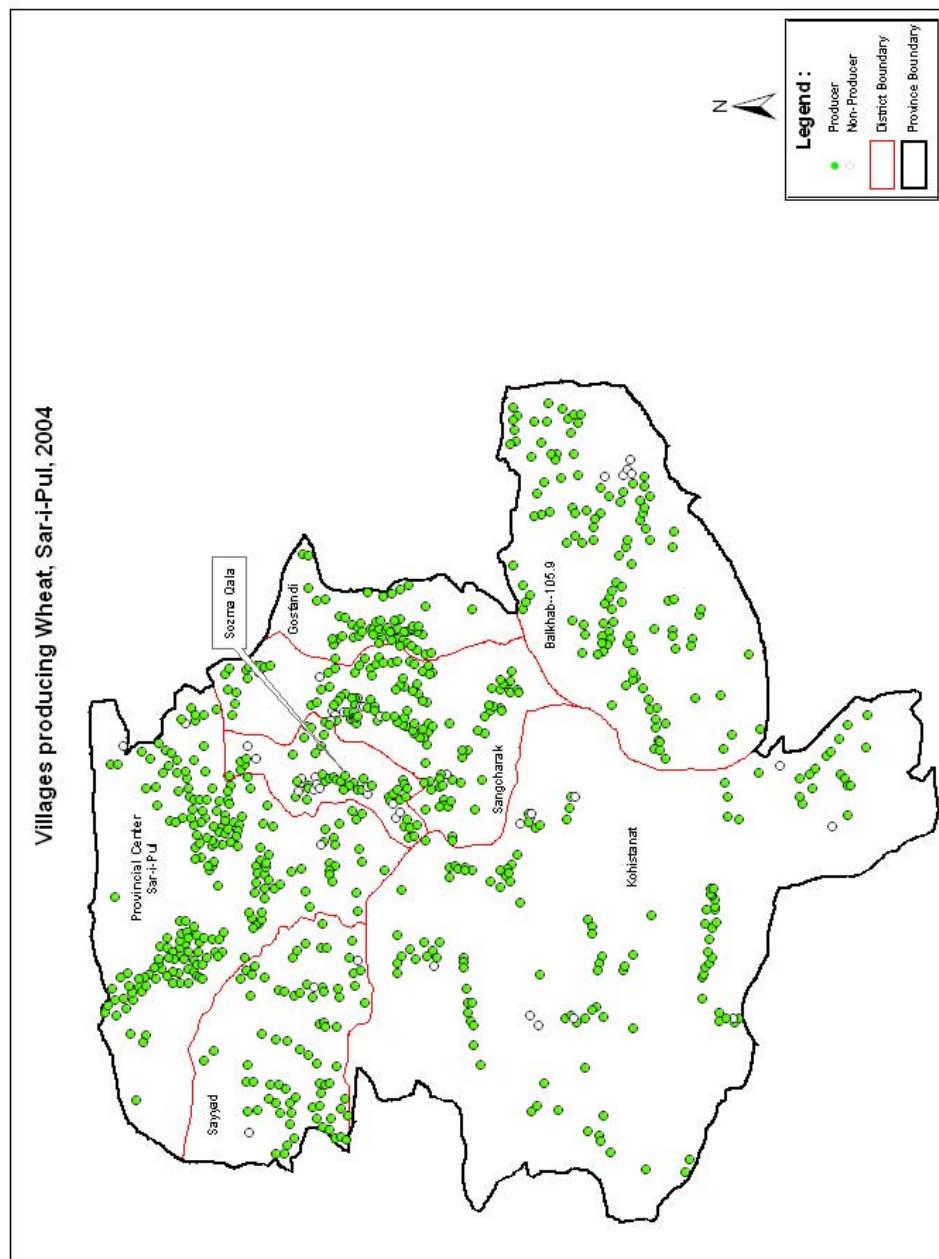 Villages producing Wheat, Sar-i-Pul, 2004
Sozma Qala
Gosfandi
Provincial Center
Sar-i-Pul
Sayyad
Sangcharak
Balkhab--105.9
Kohistanat
N
Legend :
Producer
Non-Producer
District Boundary
Province Boundary